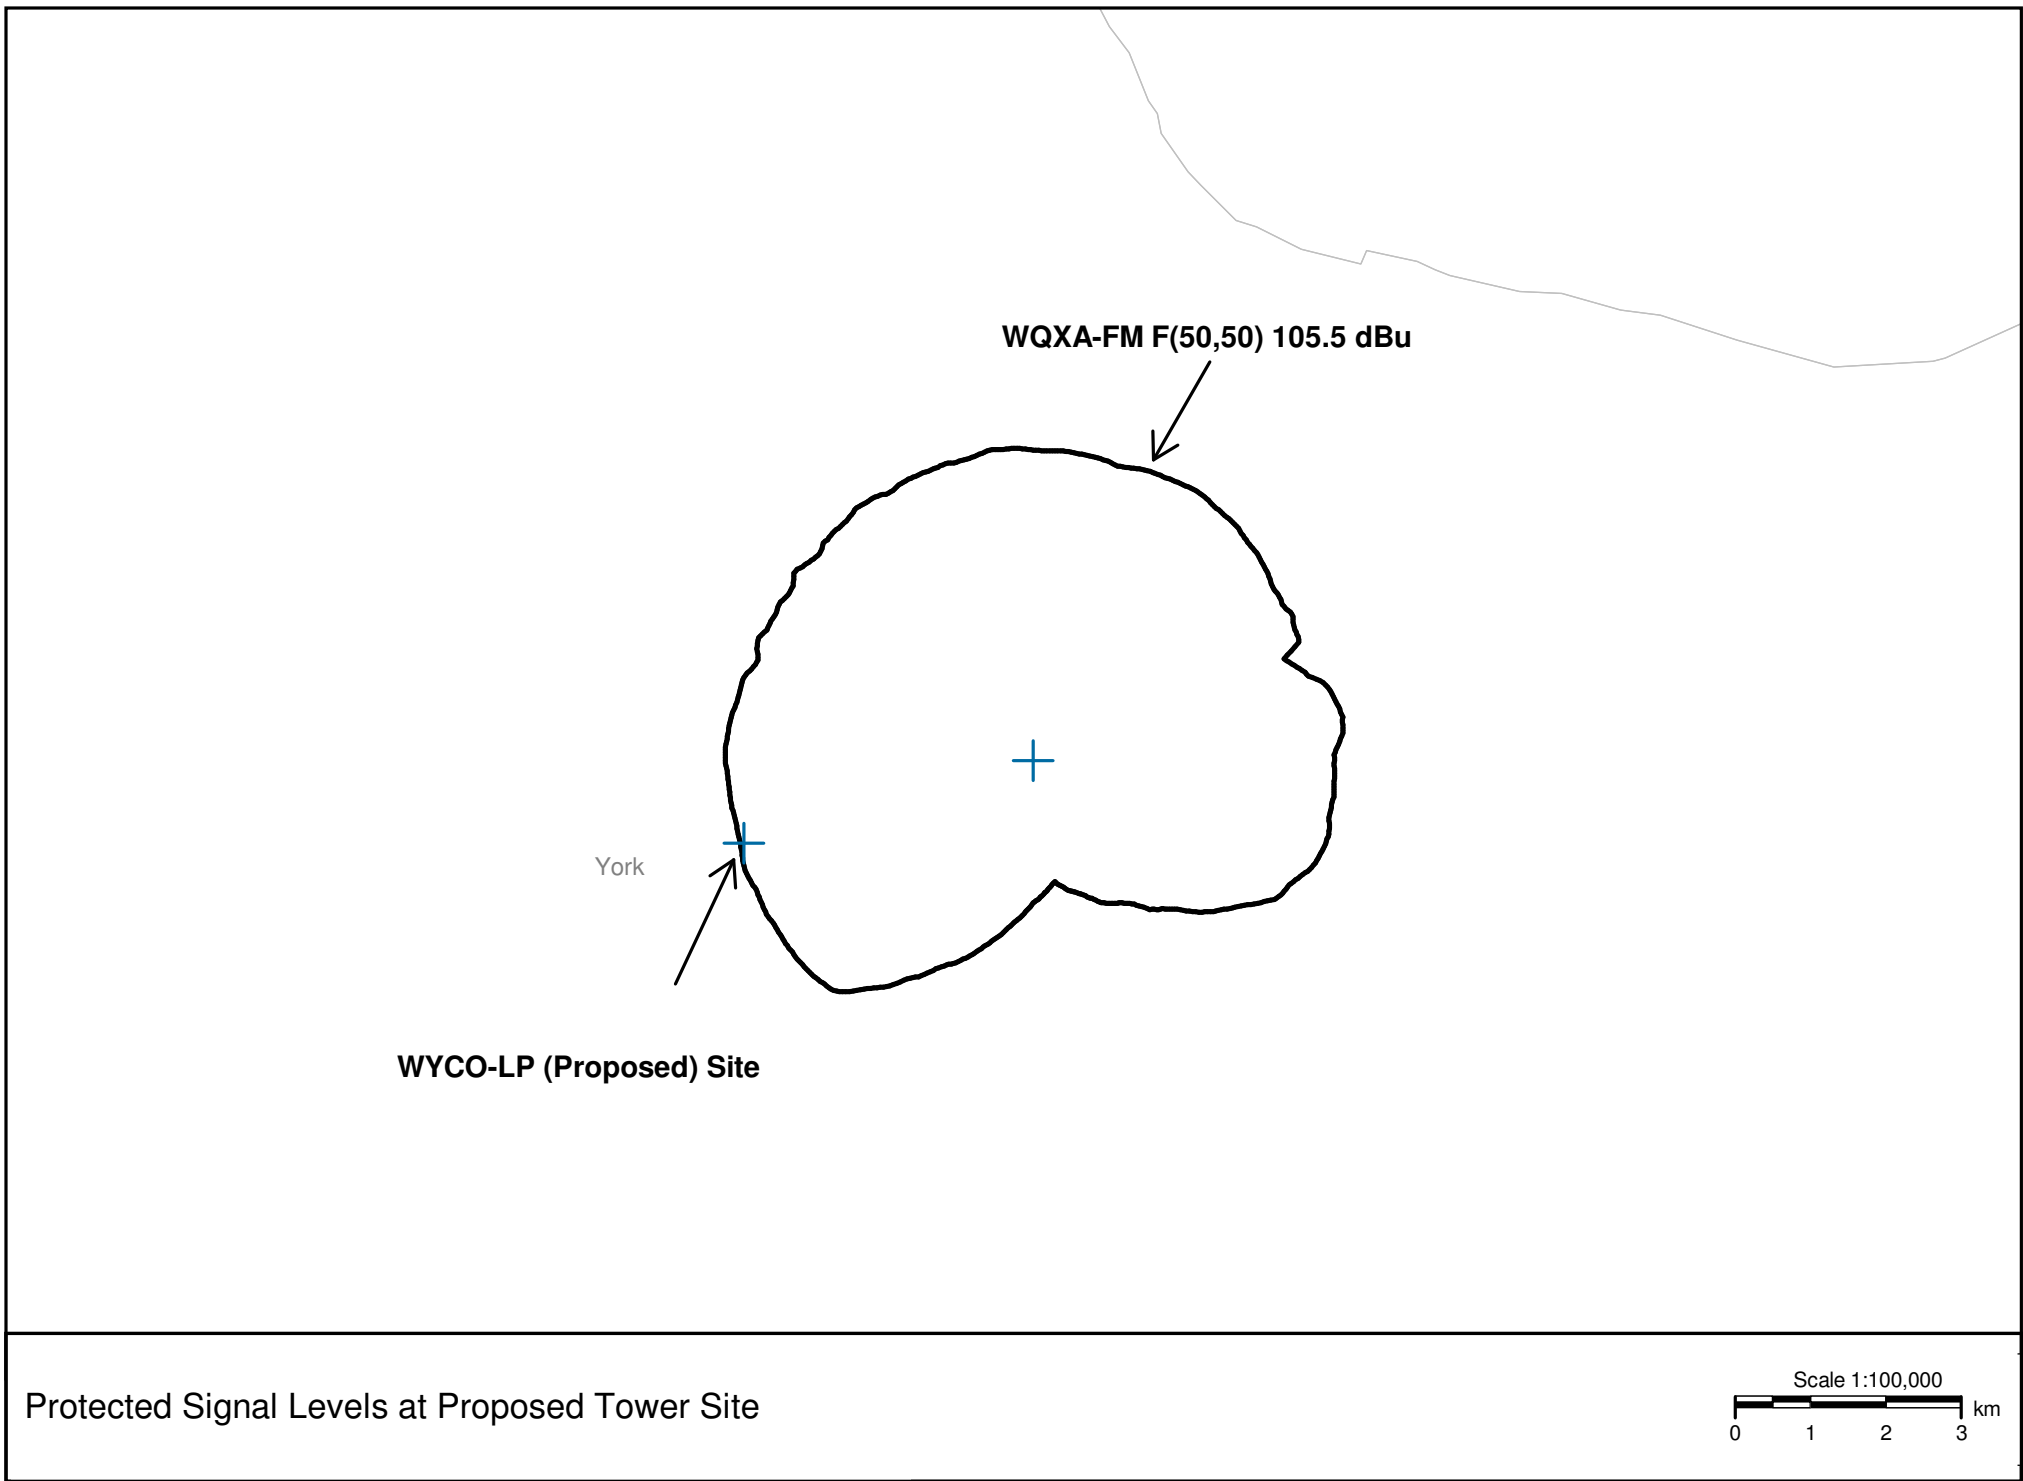 WQXA-FM F(50,50) 105.5 dBu
York
WYCO-LP (Proposed) Site
Protected Signal Levels at Proposed Tower Site
Scale 1:100,000
km
0 1 2 3